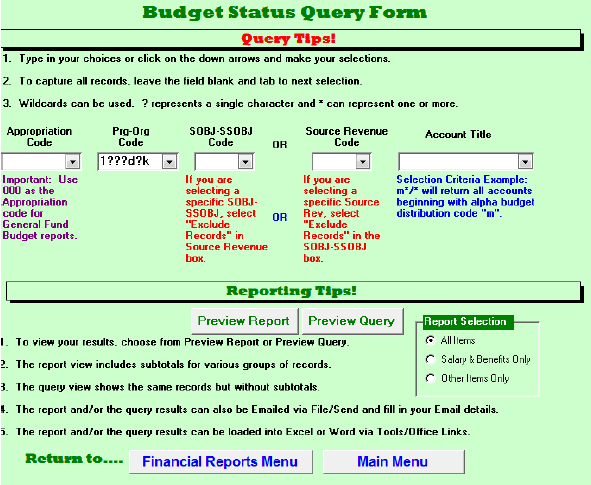 Budget Status Query Form
Query Tips!
1. Type in your choices or click on the down arrows and make your selections.
2. To capture all records, leave the field blank and tab to next selection.
3. Wildcards can be used. ? represents a single character and * can represent one or more.
Appropriation Code
Prg-Org Code
SOBJ-SSOBJ Code
OR
Source Revenue Code
Account Title
1???d?k
Important: Use
000 as the
Appropriation
code for
General Fund
Budget reports.
If you are
selecting a
specific SOBJ-
SSOBJ, select
"Exclude
Records" in
Source Revenue
box.
OR
If you are
selecting a
specific Source
Rev, select
"Exclude
Records" in the
SOBJ-SSOBJ
box.
Selection Criteria Example:
m*/* will return all accounts
beginning with alpha budget
distribution code "m".
Reporting Tips!
Preview Report
Preview Query
Report Selection
All Items
Salary & Benefits Only
Other Items Only
1. To view your results, choose from Preview Report or Preview Query.
2. The report view includes subtotals for various groups of records.
3. The query view shows the same records but without subtotals.
4. The report and/or the query results can also be Emailed via File/Send and fill in your Email details.
5. The report and/or the query results can be loaded into Excel or Word via Tools/Office Links.
Return to....
Financial Reports Menu
Main Menu